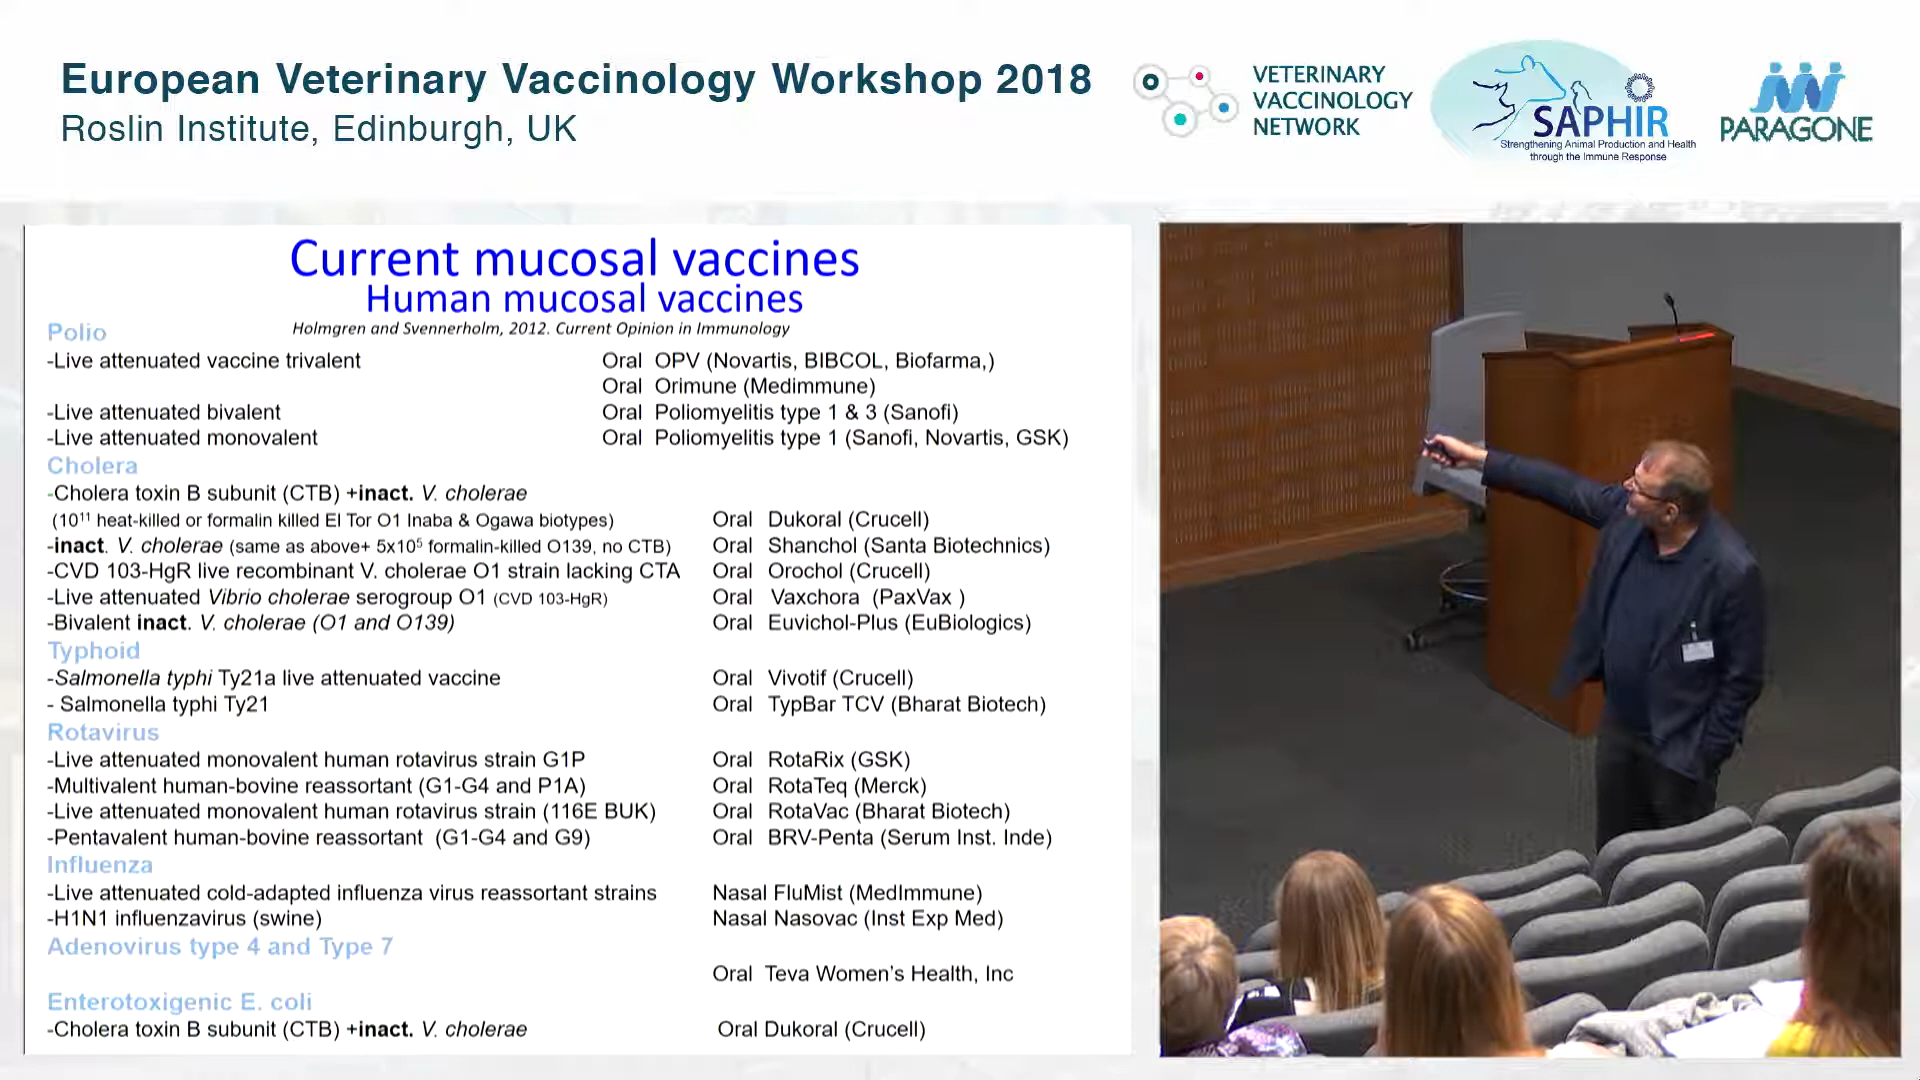 European Veterinary Vaccinology Workshop 2018
Roslin Institute, Edinburgh, UK
VETERINARY
VACCINOLOGY
NETWORK
SAPHIR
Strengthening Animal Production and Health
through the Immune Response
PARAGONE
Current mucosal vaccines
Human mucosal vaccines
Holmgren and Svennerholm, 2012. Current Opinion in Immunology
Polio
-Live attenuated vaccine trivalent Oral OPV (Novartis, BIBCOL, Biofarma,)
Oral Orimune (Medimmune)
-Live attenuated bivalent Oral Poliomyelitis type 1 & 3 (Sanofi)
-Live attenuated monovalent Oral Poliomyelitis type 1 (Sanofi, Novartis, GSK)
Cholera
-Cholera toxin B subunit (CTB) +inact. V. cholerae
(10¹¹ heat-killed or formalin killed El Tor O1 Inaba & Ogawa biotypes) Oral Dukoral (Crucell)
-inact. V. cholerae (same as above+ 5x10⁵ formalin-killed O139, no CTB) Oral Shanchol (Santa Biotechnics)
-CVD 103-HgR live recombinant V. cholerae O1 strain lacking CTA Oral Orochol (Crucell)
-Live attenuated Vibrio cholerae serogroup O1 (CVD 103-HgR) Oral Vaxchora (PaxVax )
-Bivalent inact. V. cholerae (O1 and O139) Oral Euvichol-Plus (EuBiologics)
Typhoid
-Salmonella typhi Ty21a live attenuated vaccine Oral Vivotif (Crucell)
- Salmonella typhi Ty21 Oral TypBar TCV (Bharat Biotech)
Rotavirus
-Live attenuated monovalent human rotavirus strain G1P Oral RotaRix (GSK)
-Multivalent human-bovine reassortant (G1-G4 and P1A) Oral RotaTeq (Merck)
-Live attenuated monovalent human rotavirus strain (116E BUK) Oral RotaVac (Bharat Biotech)
-Pentavalent human-bovine reassortant (G1-G4 and G9) Oral BRV-Penta (Serum Inst. Inde)
Influenza
-Live attenuated cold-adapted influenza virus reassortant strains Nasal FluMist (MedImmune)
-H1N1 influenzavirus (swine) Nasal Nasovac (Inst Exp Med)
Adenovirus type 4 and Type 7
Oral Teva Women's Health, Inc
Enterotoxigenic E. coli
-Cholera toxin B subunit (CTB) +inact. V. cholerae Oral Dukoral (Crucell)